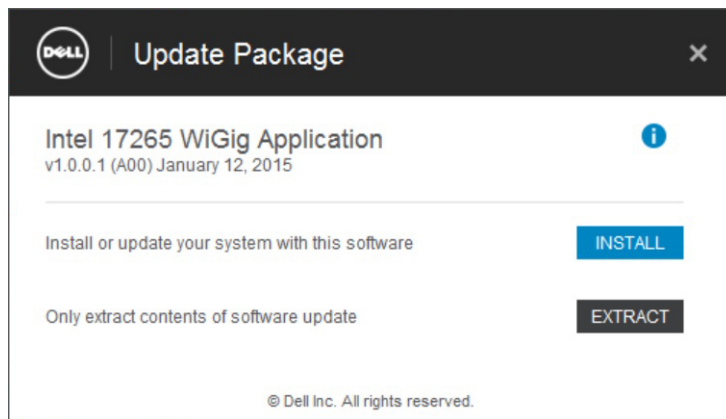 DELL
Update Package
Intel 17265 WiGig Application
v1.0.0.1 (A00) January 12, 2015
Install or update your system with this software
INSTALL
Only extract contents of software update
EXTRACT
© Dell Inc. All rights reserved.